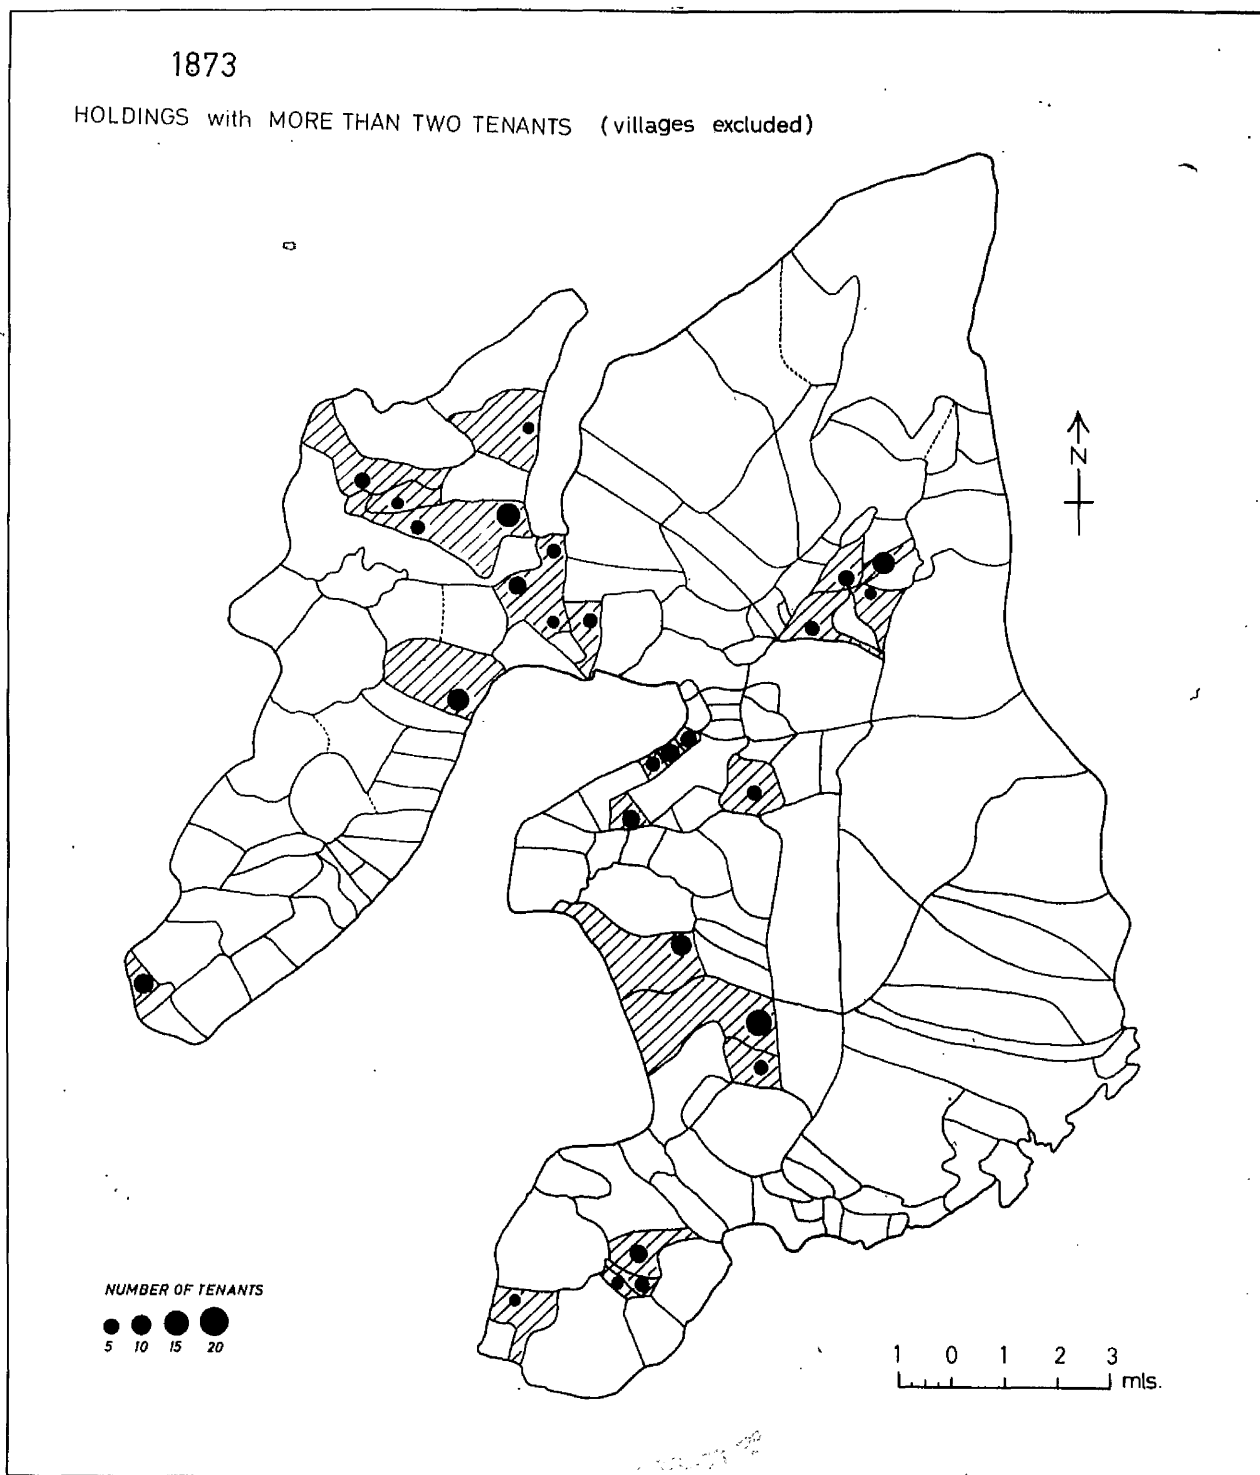 1873
HOLDINGS with MORE THAN TWO TENANTS (villages excluded)
N
NUMBER OF TENANTS
5 10 15 20
1 0 1 2 3
mls.